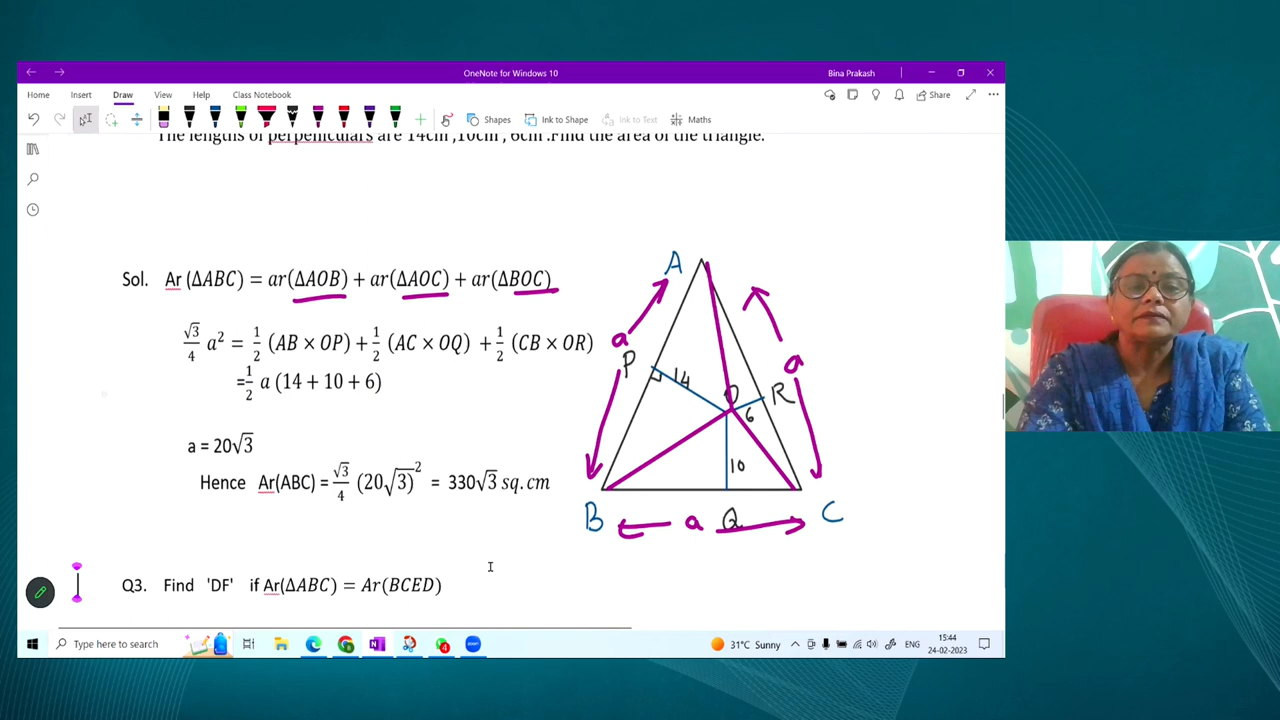 OneNote for Windows 10
Bina Prakash
Home Insert Draw View Help Class Notebook
Share
Shapes Ink to Shape Ink to Text Maths
The lengths of perpendiculars are 14cm ,10cm , 6cm .Find the area of the triangle.
Sol. Ar (ΔABC) = ar(ΔAOB) + ar(ΔAOC) + ar(ΔBOC)
√3/4 a² = 1/2 (AB × OP) + 1/2 (AC × OQ) + 1/2 (CB × OR)
=1/2 a (14 + 10 + 6)
a = 20√3
Hence Ar(ABC) = √3/4 (20√3)² = 330√3 sq.cm
A
a
P
14
O
R
6
a
10
B
a
Q
C
Q3. Find 'DF' if Ar(ΔABC) = Ar(BCED)
Type here to search
4
31°C Sunny
ENG
15:44
24-02-2023